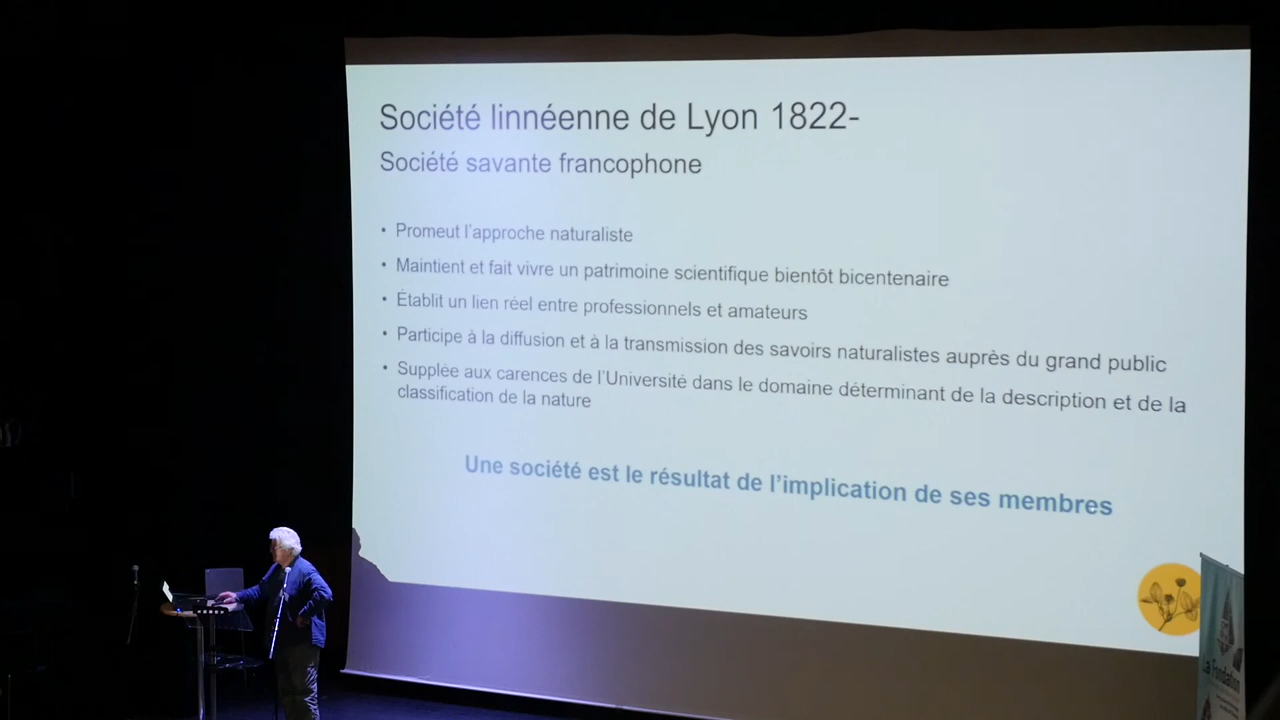 Société linnéenne de Lyon 1822-
Société savante francophone
• Promeut l'approche naturaliste
• Maintient et fait vivre un patrimoine scientifique bientôt bicentenaire
• Établit un lien réel entre professionnels et amateurs
• Participe à la diffusion et à la transmission des savoirs naturalistes auprès du grand public
• Supplée aux carences de l'Université dans le domaine déterminant de la description et de la
classification de la nature
Une société est le résultat de l'implication de ses membres
La Fondation